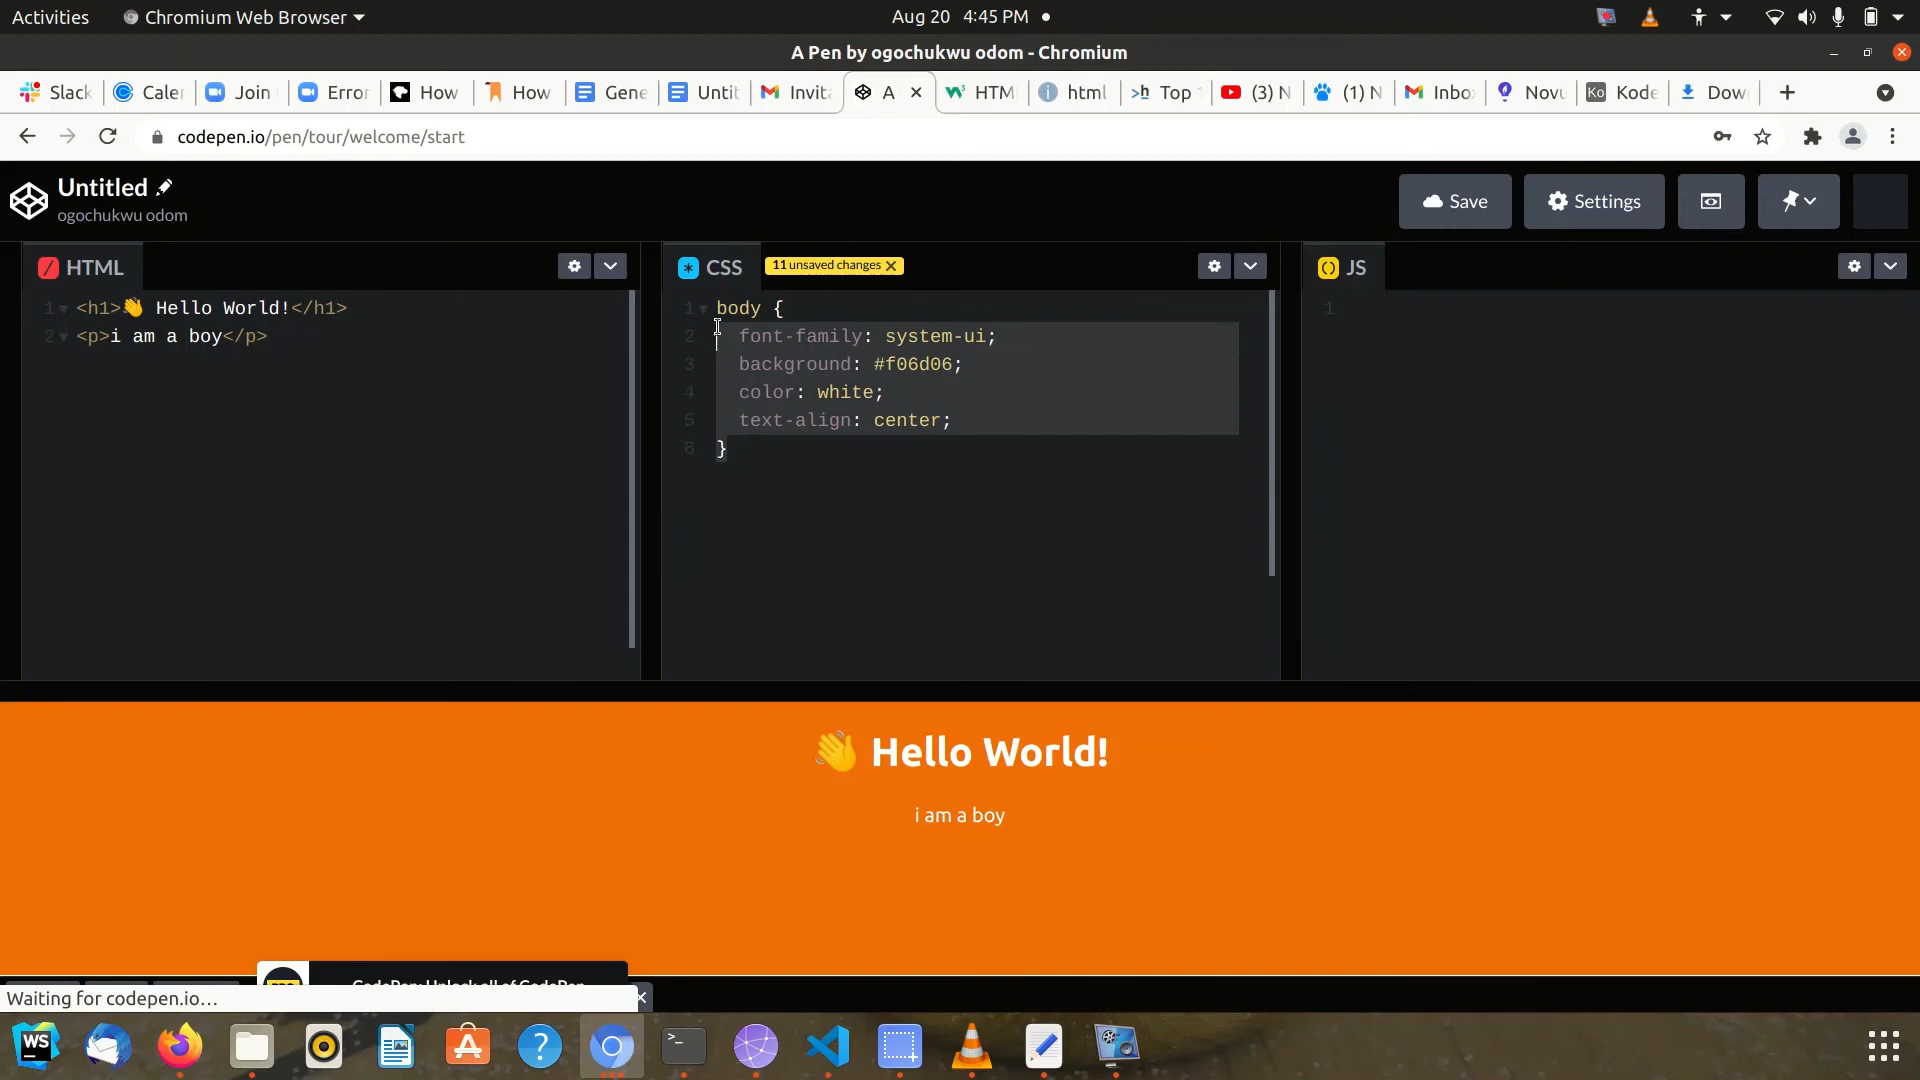 Activities Chromium Web Browser Aug 20 4:45 PM
A Pen by ogochukwu odom - Chromium
Slack Caler Join Error How How Gene Untit Invita A HTM html Top (3) N (1) N Inbo Novu Kode Dow
codepen.io/pen/tour/welcome/start
Untitled
ogochukwu odom
Save Settings
HTML
1 <h1>👋 Hello World!</h1>
2 <p>i am a boy</p>
CSS 11 unsaved changes
1 body {
2 font-family: system-ui;
3 background: #f06d06;
4 color: white;
5 text-align: center;
6 }
JS
1
👋 Hello World!
i am a boy
Waiting for codepen.io...
WS